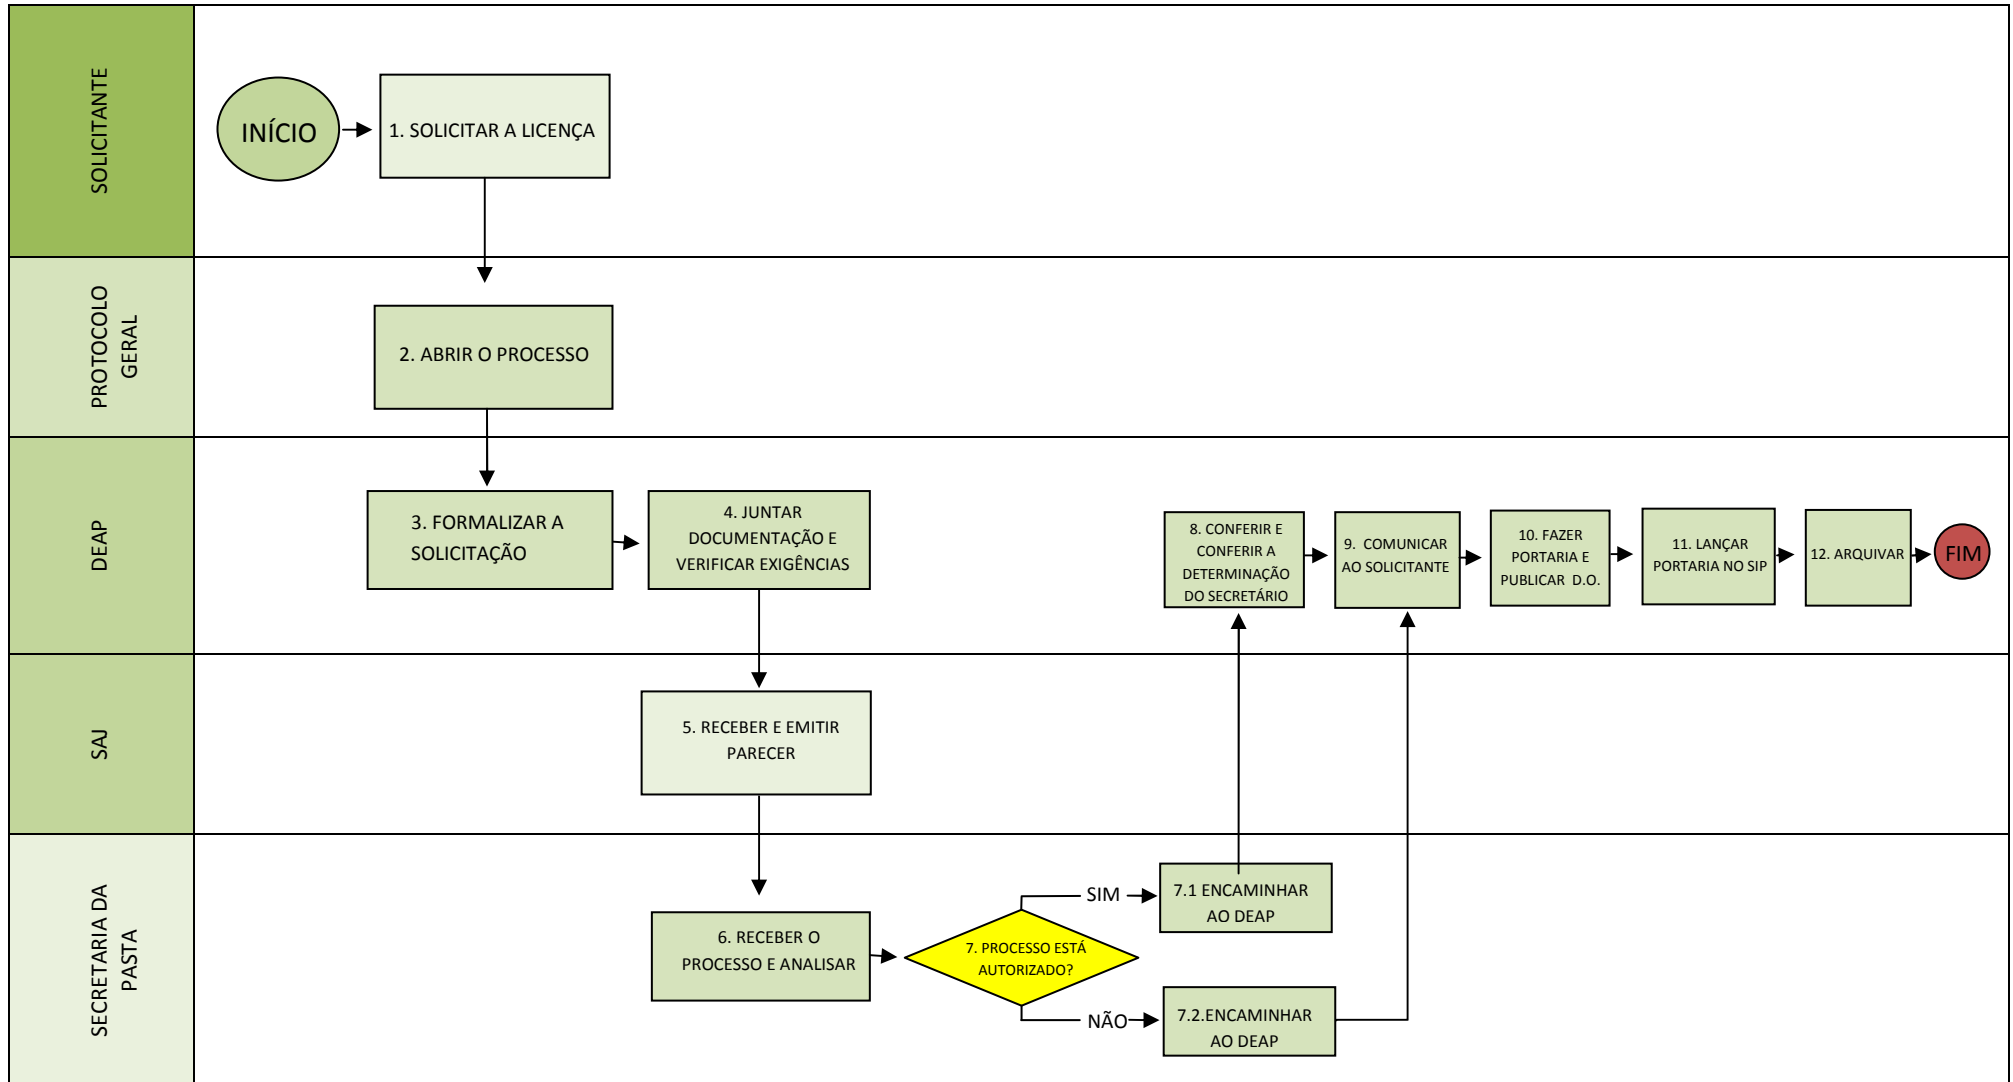 SOLICITANTE
INÍCIO
1. SOLICITAR A LICENÇA
PROTOCOLO
GERAL
2. ABRIR O PROCESSO
DEAP
3. FORMALIZAR A
SOLICITAÇÃO
4. JUNTAR
DOCUMENTAÇÃO E
VERIFICAR EXIGÊNCIAS
8. CONFERIR E
CONFERIR A
DETERMINAÇÃO
DO SECRETÁRIO
9. COMUNICAR
AO SOLICITANTE
10. FAZER
PORTARIA E
PUBLICAR D.O.
11. LANÇAR
PORTARIA NO SIP
12. ARQUIVAR
FIM
SAJ
5. RECEBER E EMITIR
PARECER
SECRETARIA DA
PASTA
6. RECEBER O
PROCESSO E ANALISAR
7. PROCESSO ESTÁ
AUTORIZADO?
SIM
7.1 ENCAMINHAR
AO DEAP
NÃO
7.2.ENCAMINHAR
AO DEAP